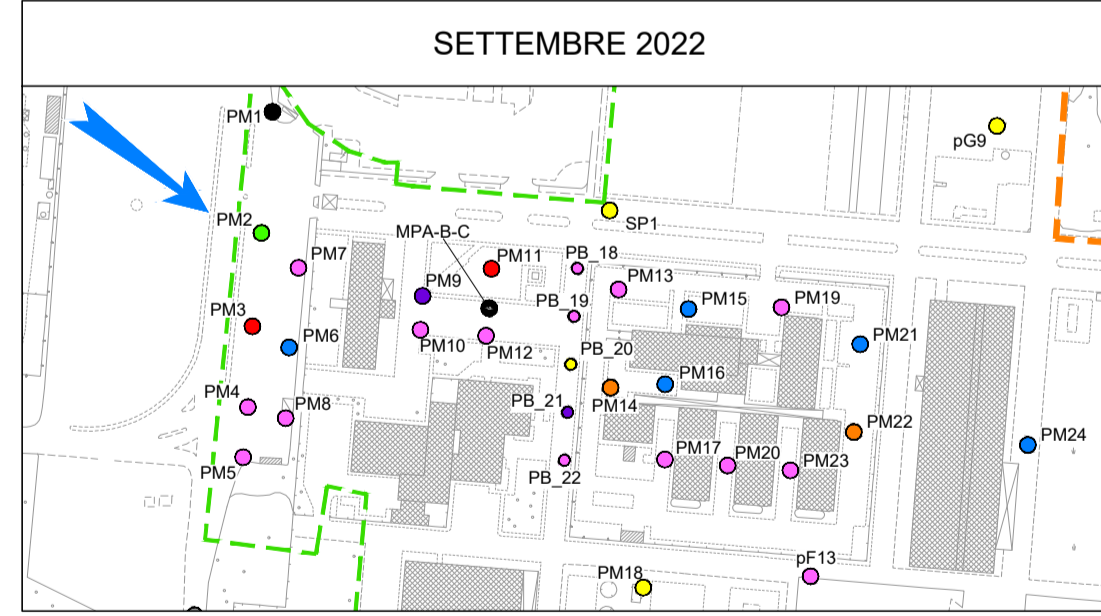 SETTEMBRE 2022
PM1
pG9
PM2
SP1
MPA-B-C
PM7
PM11
PB_18
PM13
PM9
PB_19
PM15
PM19
PM3
PM6
PM10
PM12
PB_20
PM21
PM16
PM4
PM8
PB_21
PM14
PM22
PM24
PM5
PB_22
PM17
PM20
PM23
PM18
pF13